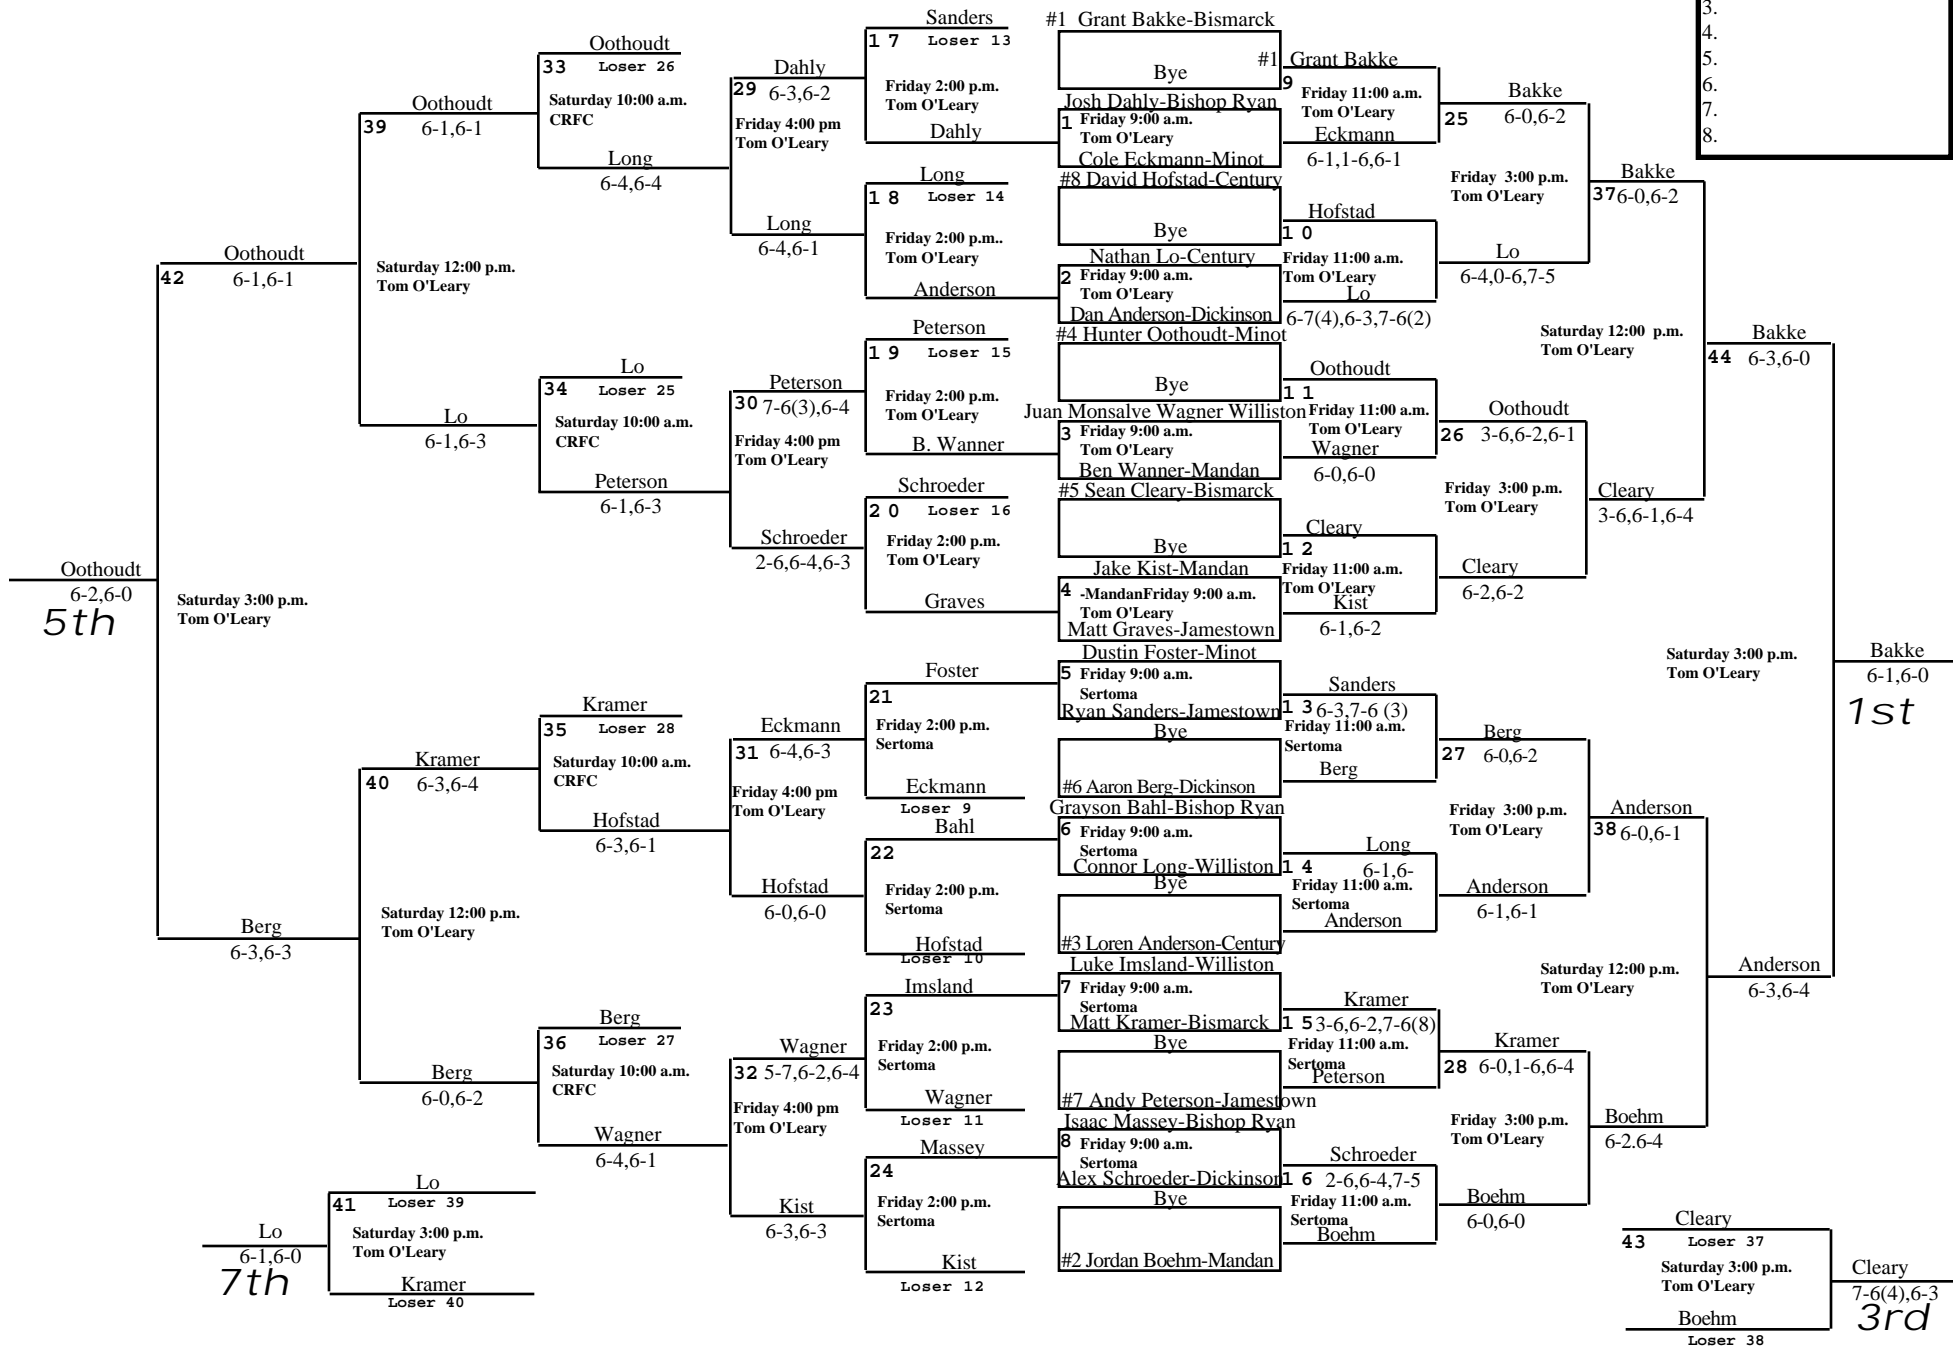 3.
4.
5.
6.
7.
8.
Oothoudt
6-2,6-0
5th
42
Saturday 3:00 p.m.
Tom O'Leary
Oothoudt
6-1,6-1
Berg
6-3,6-3
39
Saturday 12:00 p.m.
Tom O'Leary
Oothoudt
6-1,6-1
Lo
6-1,6-3
40
Saturday 12:00 p.m.
Tom O'Leary
Kramer
6-3,6-4
Berg
6-0,6-2
Lo
6-1,6-0
7th
41
Lo
Loser 39
Saturday 3:00 p.m.
Tom O'Leary
Kramer
Loser 40
Oothoudt
33 Loser 26
Saturday 10:00 a.m.
CRFC
Long
6-4,6-4
Lo
34 Loser 25
Saturday 10:00 a.m.
CRFC
Peterson
6-1,6-3
Kramer
35 Loser 28
Saturday 10:00 a.m.
CRFC
Hofstad
6-3,6-1
Berg
36 Loser 27
Saturday 10:00 a.m.
CRFC
Wagner
6-4,6-1
Dahly
29 6-3,6-2
Friday 4:00 pm
Tom O'Leary
Long
6-4,6-1
Peterson
30 7-6(3),6-4
Friday 4:00 pm
Tom O'Leary
Schroeder
2-6,6-4,6-3
Eckmann
31 6-4,6-3
Friday 4:00 pm
Tom O'Leary
Hofstad
6-0,6-0
Wagner
32 5-7,6-2,6-4
Friday 4:00 pm
Tom O'Leary
Kist
6-3,6-3
Sanders
17 Loser 13
Friday 2:00 p.m.
Tom O'Leary
Dahly
Long
18 Loser 14
Friday 2:00 p.m..
Tom O'Leary
Anderson
Peterson
19 Loser 15
Friday 2:00 p.m.
Tom O'Leary
B. Wanner
Schroeder
20 Loser 16
Friday 2:00 p.m.
Tom O'Leary
Graves
Foster
21
Friday 2:00 p.m.
Sertoma
Eckmann
Loser 9
Bahl
22
Friday 2:00 p.m.
Sertoma
Hofstad
Loser 10
Imsland
23
Friday 2:00 p.m.
Sertoma
Wagner
Loser 11
Massey
24
Friday 2:00 p.m.
Sertoma
Kist
Loser 12
#1 Grant Bakke-Bismarck
Bye
Josh Dahly-Bishop Ryan
1 Friday 9:00 a.m.
Tom O'Leary
Cole Eckmann-Minot
#8 David Hofstad-Century
Bye
Nathan Lo-Century
2 Friday 9:00 a.m.
Tom O'Leary
Dan Anderson-Dickinson
#4 Hunter Oothoudt-Minot
Bye
Juan Monsalve Wagner Williston
3 Friday 9:00 a.m.
Tom O'Leary
Ben Wanner-Mandan
#5 Sean Cleary-Bismarck
Bye
Jake Kist-Mandan
4 -MandanFriday 9:00 a.m.
Tom O'Leary
Matt Graves-Jamestown
Dustin Foster-Minot
5 Friday 9:00 a.m.
Sertoma
Ryan Sanders-Jamestown
Bye
#6 Aaron Berg-Dickinson
Grayson Bahl-Bishop Ryan
6 Friday 9:00 a.m.
Sertoma
Connor Long-Williston
Bye
#3 Loren Anderson-Century
Luke Imsland-Williston
7 Friday 9:00 a.m.
Sertoma
Matt Kramer-Bismarck
Bye
#7 Andy Peterson-Jamestown
Isaac Massey-Bishop Ryan
8 Friday 9:00 a.m.
Sertoma
Alex Schroeder-Dickinson
Bye
#2 Jordan Boehm-Mandan
#1 Grant Bakke
9 Friday 11:00 a.m.
Tom O'Leary
Eckmann
6-1,1-6,6-1
Hofstad
10
Friday 11:00 a.m.
Tom O'Leary
Lo
6-7(4),6-3,7-6(2)
Oothoudt
11
Friday 11:00 a.m.
Tom O'Leary
Wagner
6-0,6-0
Cleary
12
Friday 11:00 a.m.
Tom O'Leary
Kist
6-1,6-2
Sanders
13 6-3,7-6 (3)
Friday 11:00 a.m.
Sertoma
Berg
Long
14 6-1,6-
Friday 11:00 a.m.
Sertoma
Anderson
Kramer
15 3-6,6-2,7-6(8)
Friday 11:00 a.m.
Sertoma
Peterson
Schroeder
16 2-6,6-4,7-5
Friday 11:00 a.m.
Sertoma
Boehm
Bakke
25 6-0,6-2
Friday 3:00 p.m.
Tom O'Leary
Lo
6-4,0-6,7-5
Oothoudt
26 3-6,6-2,6-1
Friday 3:00 p.m.
Tom O'Leary
Cleary
6-2,6-2
Berg
27 6-0,6-2
Friday 3:00 p.m.
Tom O'Leary
Anderson
6-1,6-1
Kramer
28 6-0,1-6,6-4
Friday 3:00 p.m.
Tom O'Leary
Boehm
6-0,6-0
Bakke
37 6-0,6-2
Saturday 12:00 p.m.
Tom O'Leary
Cleary
3-6,6-1,6-4
Anderson
38 6-0,6-1
Saturday 12:00 p.m.
Tom O'Leary
Boehm
6-2.6-4
Bakke
44 6-3,6-0
Saturday 3:00 p.m.
Tom O'Leary
Anderson
6-3,6-4
Bakke
6-1,6-0
1st
Cleary
43 Loser 37
Saturday 3:00 p.m.
Tom O'Leary
Boehm
Loser 38
Cleary
7-6(4),6-3
3rd